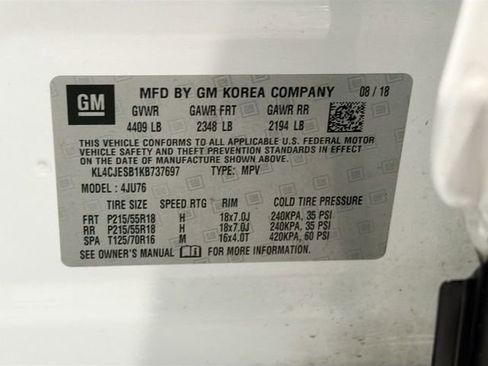 GM MFD BY GM KOREA COMPANY 08 / 18
GVWR GAWR FRT GAWR RR
4409 LB 2348 LB 2194 LB
THIS VEHICLE CONFORMS TO ALL APPLICABLE U.S. FEDERAL MOTOR
VEHICLE SAFETY AND THEFT PREVENTION STANDARDS IN EFFECT ON
THE DATE OF MANUFACTURE SHOWN ABOVE.
KL4CJESB1KB737697 TYPE: MPV
MODEL: 4JU76
TIRE SIZE SPEED RTG RIM COLD TIRE PRESSURE
FRT P215/55R18 H 18x7.0J 240KPA, 35 PSI
RR P215/55R18 H 18x7.0J 240KPA, 35 PSI
SPA T125/70R16 M 16x4.0T 420KPA, 60 PSI
SEE OWNER'S MANUAL FOR MORE INFORMATION.